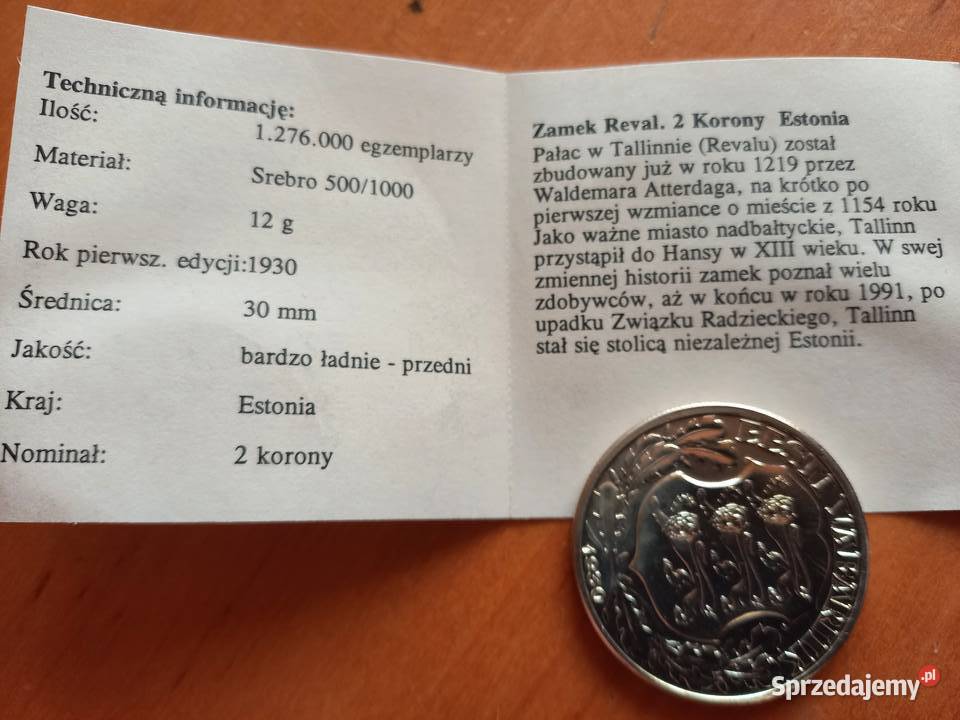 Techniczną informację:
Ilość:
1.276.000 egzemplarzy
Materiał:
Srebro 500/1000
Waga:
12 g
Rok pierwsz. edycji:1930
Średnica:
30 mm
Jakość:
bardzo ładnie - przedni
Kraj:
Estonia
Nominał:
2 korony
Zamek Reval. 2 Korony Estonia
Pałac w Tallinnie (Revalu) został
zbudowany już w roku 1219 przez
Waldemara Atterdaga, na krótko po
pierwszej wzmiance o mieście z 1154 roku
Jako ważne miasto nadbałtyckie, Tallinn
przystąpił do Hansy w XIII wieku. W swej
zmiennej historii zamek poznał wielu
zdobywców, aż w końcu w roku 1991, po
upadku Związku Radzieckiego, Tallinn
stał się stolicą niezależnej Estonii.
EESTI VABARIIK
1930
Sprzedajemy.pl